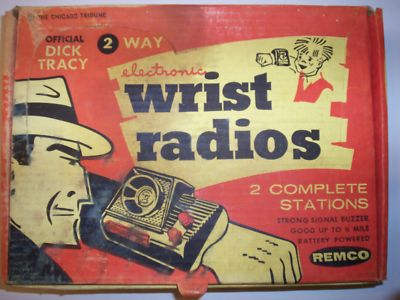 THE CHICAGO TRIBUNE
OFFICIAL
DICK
TRACY
2 WAY
electronic
wrist
radios
2 COMPLETE
STATIONS
STRONG SIGNAL BUZZER
GOOD UP TO ½ MILE
BATTERY POWERED
REMCO